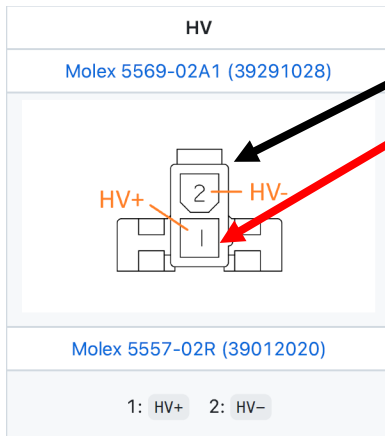 HV
Molex 5569-02A1 (39291028)
2 HV-
HV+
1
Molex 5557-02R (39012020)
1: HV+ 2: HV−